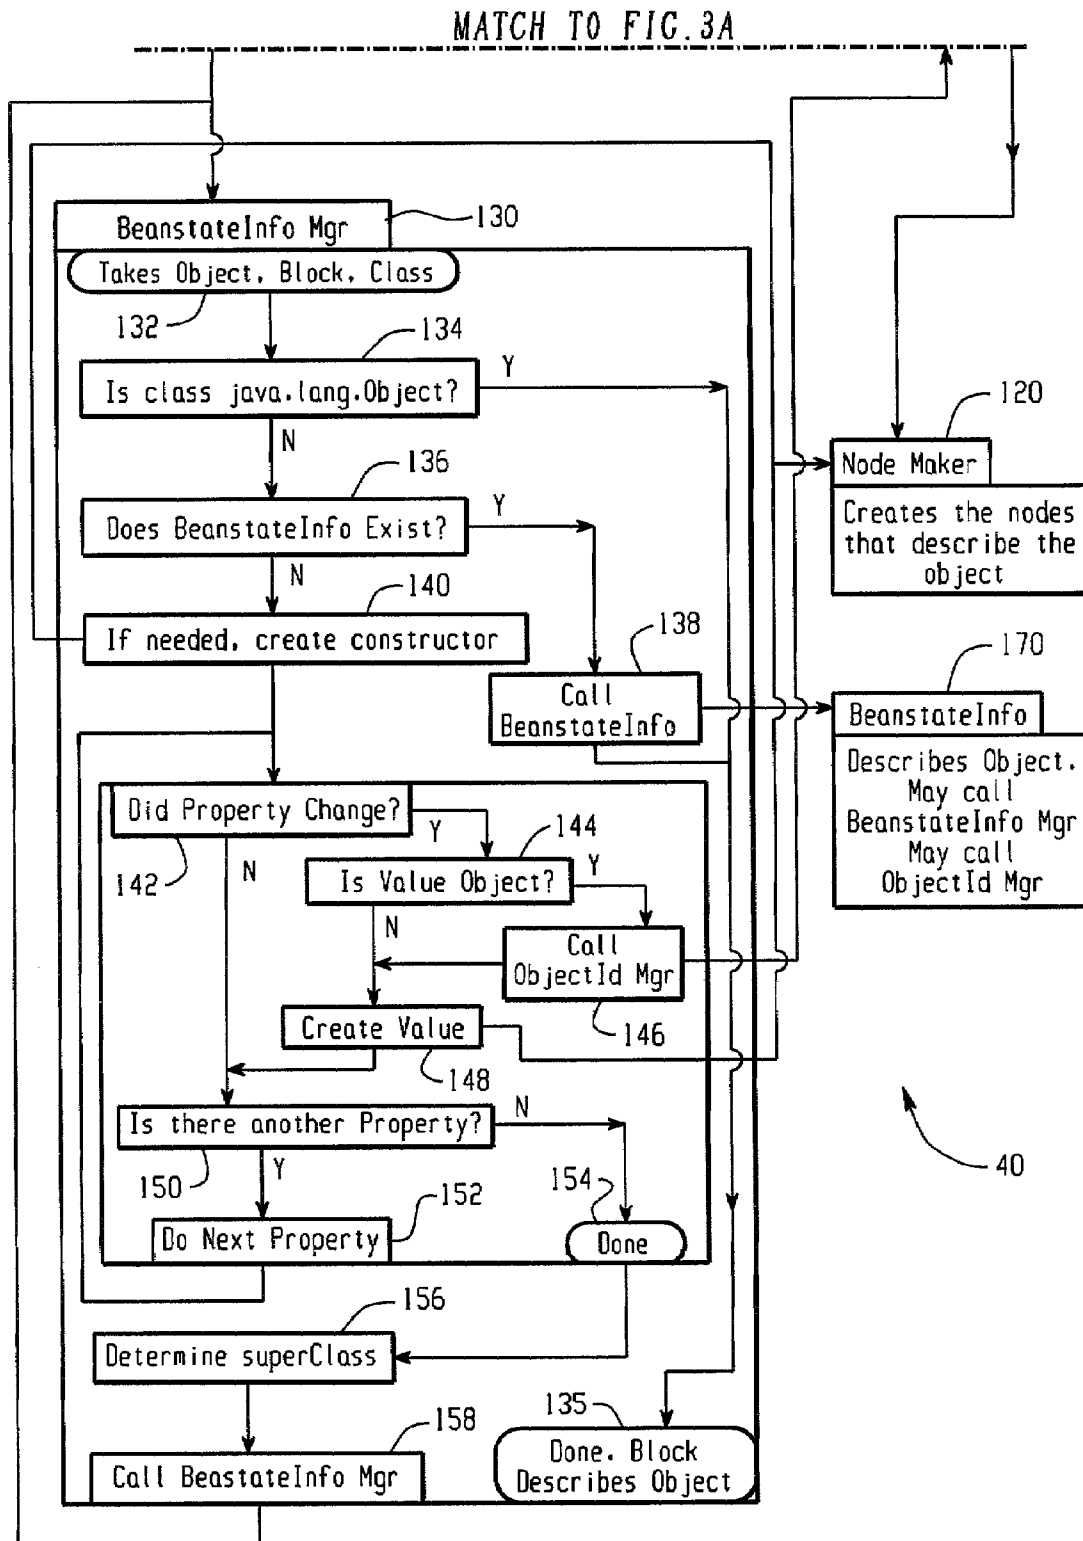 MATCH TO FIG.3A
BeanstateInfo Mgr
130
Takes Object, Block, Class
132
134
Is class java.lang.Object?
Y
N
120
Node Maker
Creates the nodes
that describe the
object
136
Does BeanstateInfo Exist?
Y
N
140
If needed, create constructor
138
Call
BeanstateInfo
170
BeanstateInfo
Describes Object.
May call
BeanstateInfo Mgr
May call
ObjectId Mgr
Did Property Change?
Y
142
N
144
Is Value Object?
Y
N
Call
ObjectId Mgr
146
Create Value
148
Is there another Property?
N
150
Y
40
152
154
Do Next Property
Done
156
Determine superClass
135
Done. Block
Describes Object
158
Call BeastateInfo Mgr